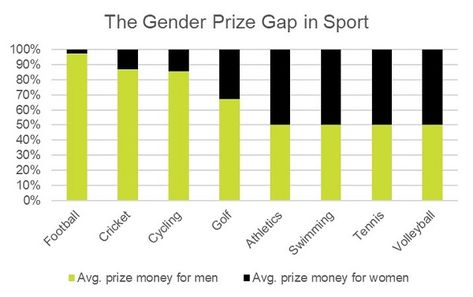 The Gender Prize Gap in Sport
100%
90%
80%
70%
60%
50%
40%
30%
20%
10%
0%
Football
Cricket
Cycling
Golf
Athletics
Swimming
Tennis
Volleyball
Avg. prize money for men
Avg. prize money for women